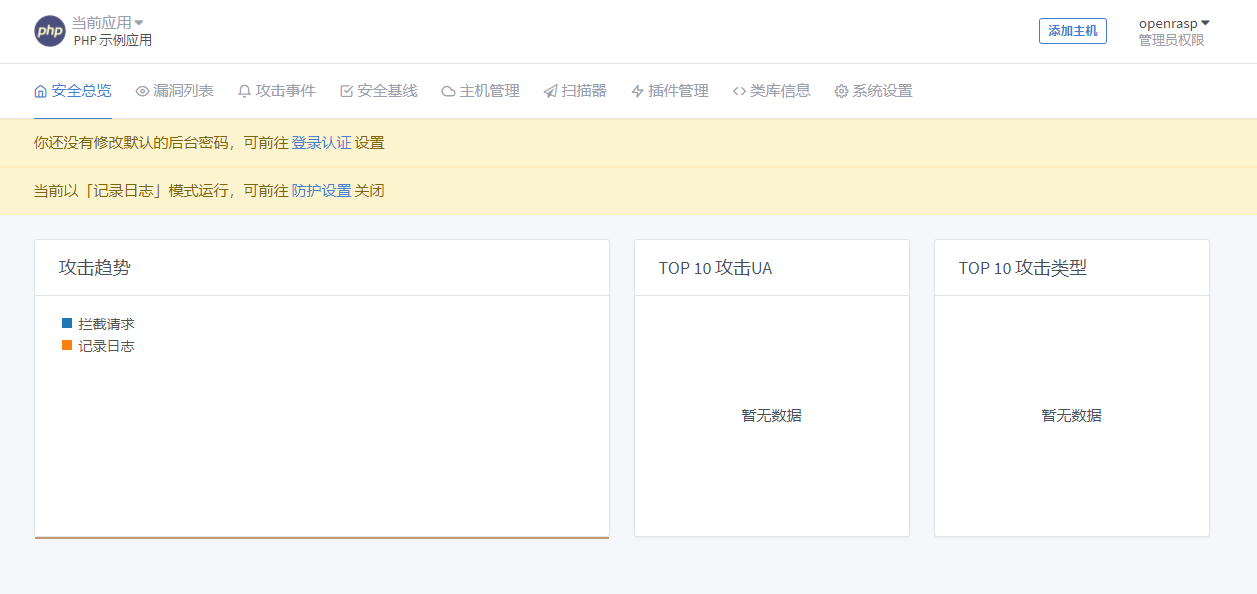 php
当前应用
PHP 示例应用
添加主机
openrasp
管理员权限
安全总览 漏洞列表 攻击事件 安全基线 主机管理 扫描器 插件管理 类库信息 系统设置
你还没有修改默认的后台密码，可前往 登录认证 设置
当前以「记录日志」模式运行，可前往 防护设置 关闭
攻击趋势
拦截请求
记录日志
TOP 10 攻击UA
暂无数据
TOP 10 攻击类型
暂无数据